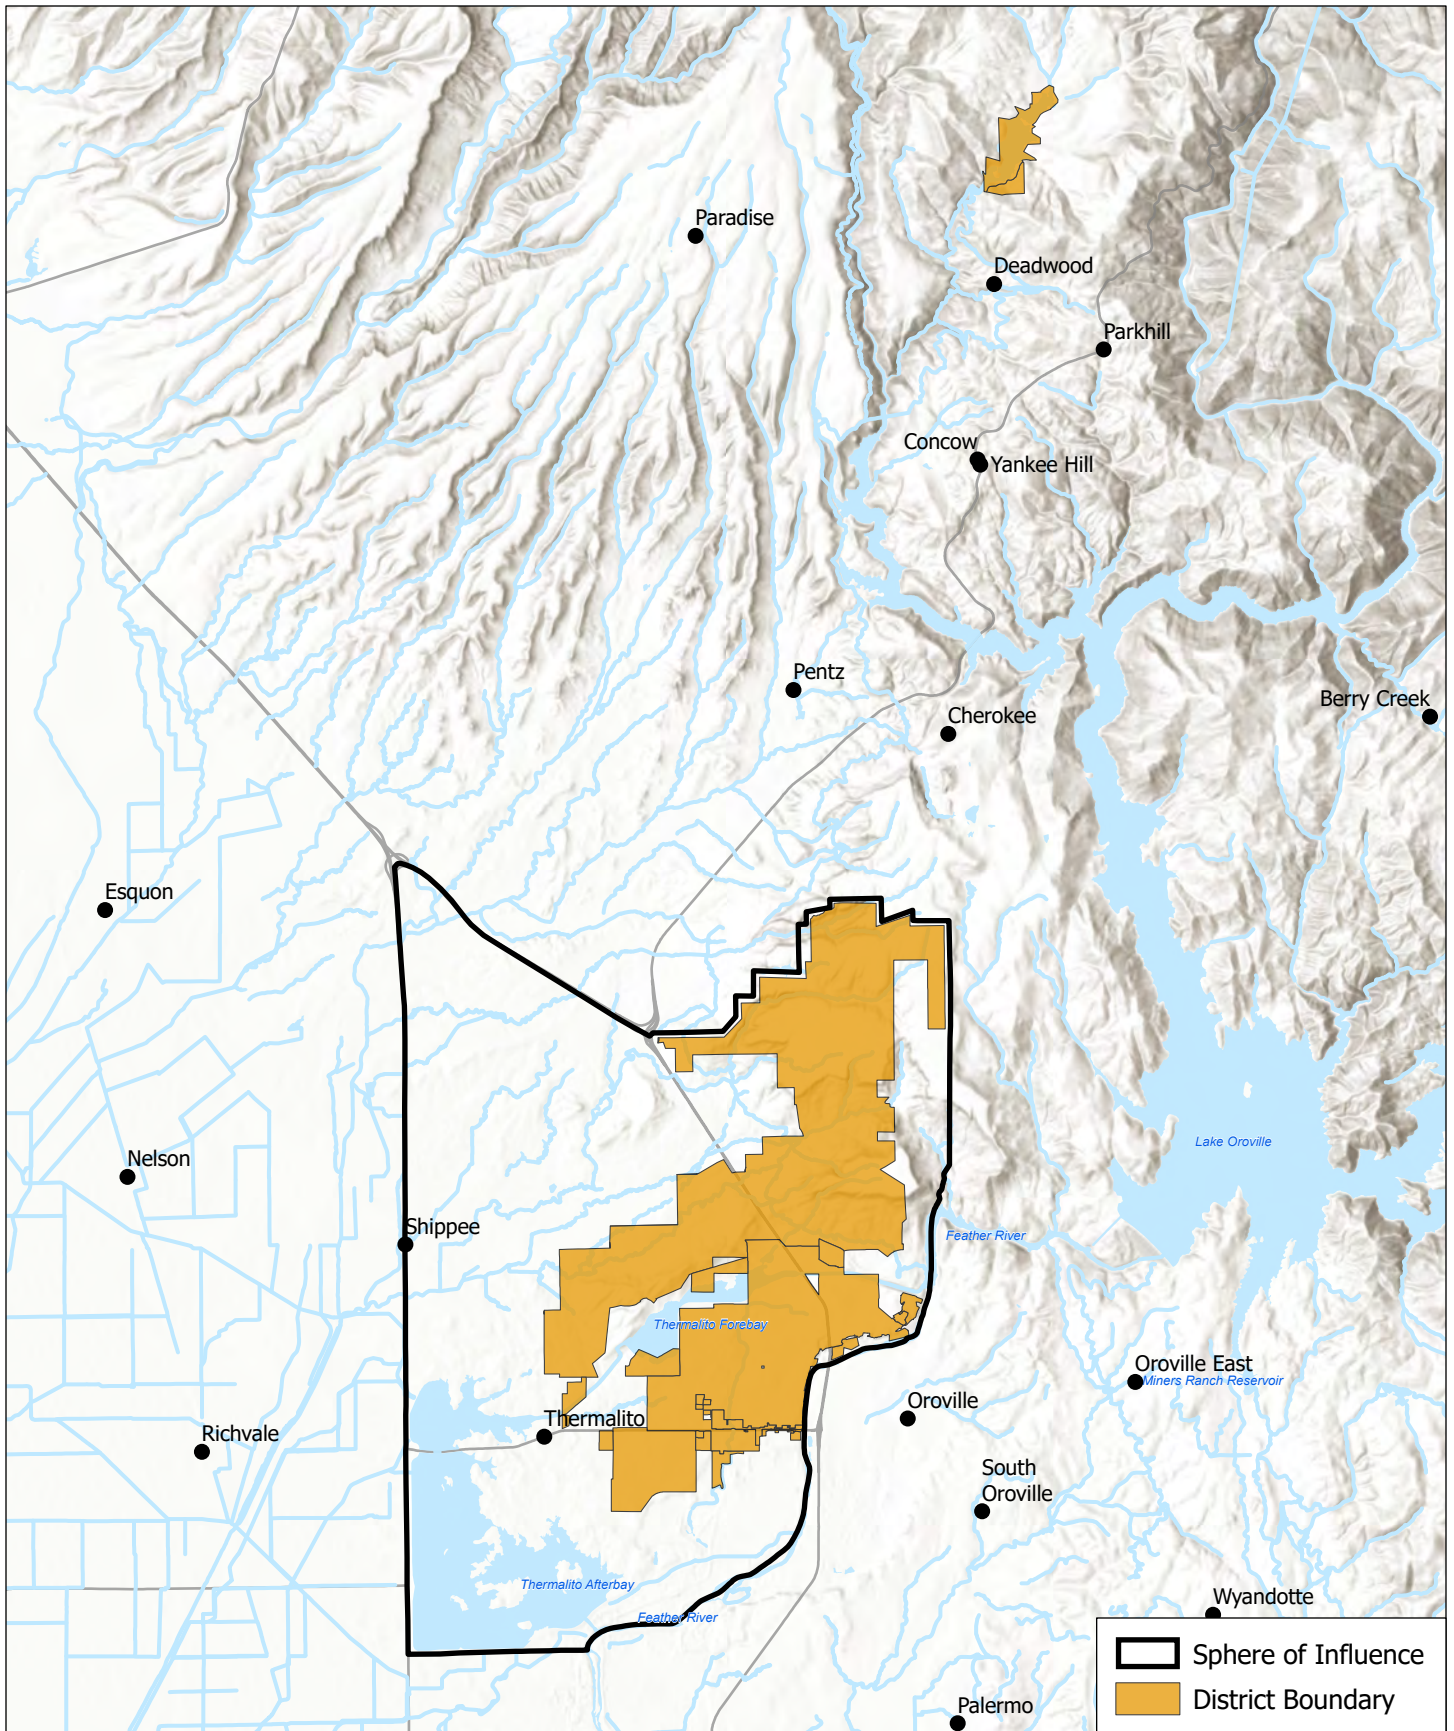 Paradise
Deadwood
Parkhill
Concow
Yankee Hill
Pentz
Berry Creek
Cherokee
Esquon
Lake Oroville
Nelson
Shippee
Feather River
Thermalito Forebay
Oroville East
Miners Ranch Reservoir
Thermalito
Oroville
Richvale
South
Oroville
Thermalito Afterbay
Wyandotte
Feather River
Sphere of Influence
District Boundary
Palermo